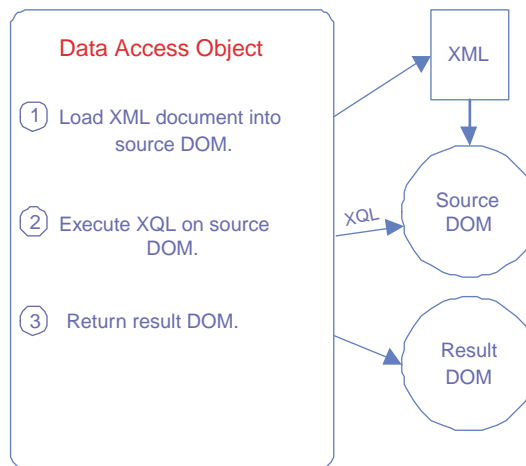 Data Access Object
1 Load XML document into
source DOM.
2 Execute XQL on source
DOM.
3 Return result DOM.
XML
XQL
Source
DOM
Result
DOM